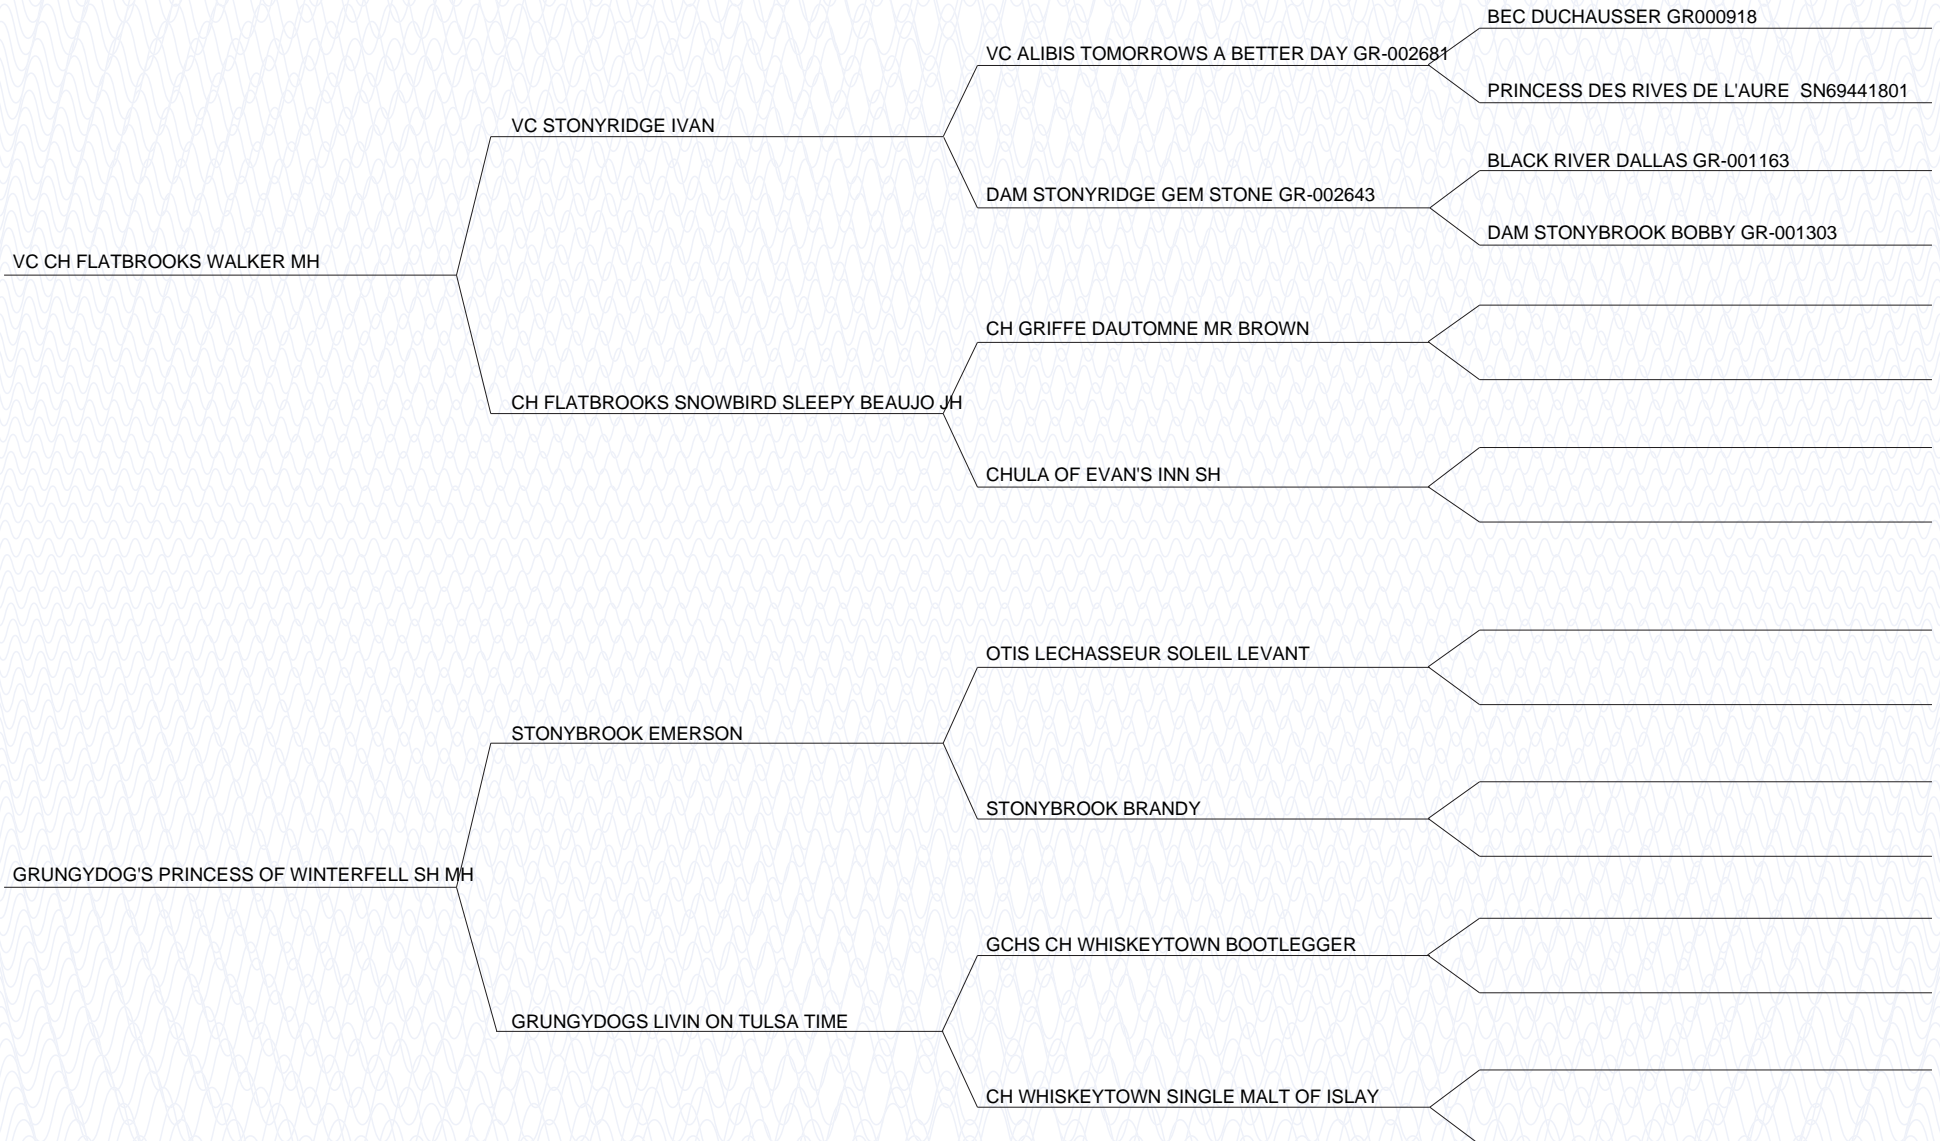 BEC DUCHAUSSER GR000918
VC ALIBIS TOMORROWS A BETTER DAY GR-002681
PRINCESS DES RIVES DE L'AURE  SN69441801
VC STONYRIDGE IVAN
BLACK RIVER DALLAS GR-001163
DAM STONYRIDGE GEM STONE GR-002643
DAM STONYBROOK BOBBY GR-001303
VC CH FLATBROOKS WALKER MH
CH GRIFFE DAUTOMNE MR BROWN
CH FLATBROOKS SNOWBIRD SLEEPY BEAUJO JH
CHULA OF EVAN'S INN SH
OTIS LECHASSEUR SOLEIL LEVANT
STONYBROOK EMERSON
STONYBROOK BRANDY
GRUNGYDOG'S PRINCESS OF WINTERFELL SH MH
GCHS CH WHISKEYTOWN BOOTLEGGER
GRUNGYDOGS LIVIN ON TULSA TIME
CH WHISKEYTOWN SINGLE MALT OF ISLAY